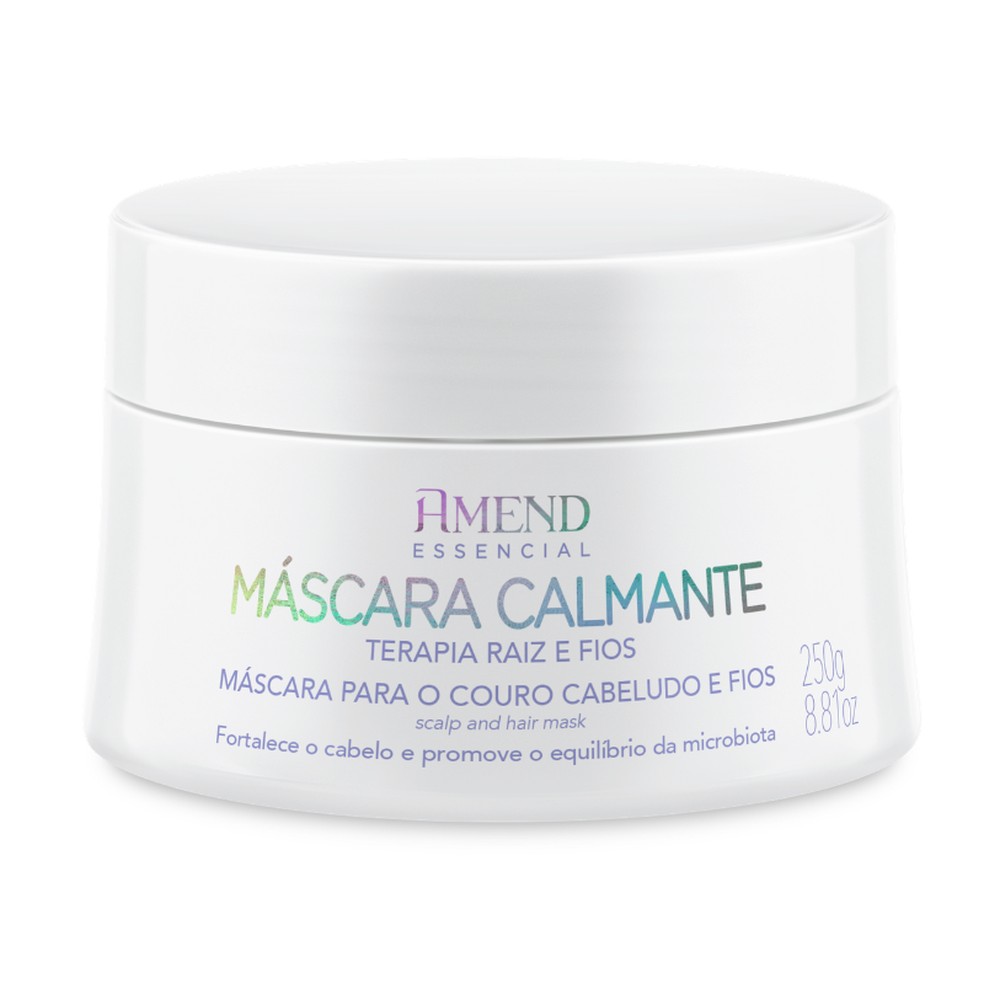 AMEND
ESSENCIAL
MÁSCARA CALMANTE
TERAPIA RAIZ E FIOS
MÁSCARA PARA O COURO CABELUDO E FIOS
scalp and hair mask
Fortalece o cabelo e promove o equilíbrio da microbiota
250g
8.81oz